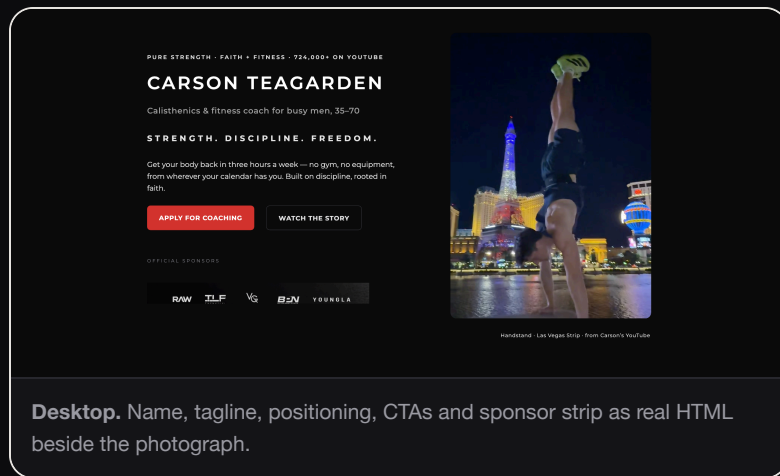 PURE STRENGTH · FAITH + FITNESS · 724,000+ ON YOUTUBE
CARSON TEAGARDEN
Calisthenics & fitness coach for busy men, 35–70
STRENGTH. DISCIPLINE. FREEDOM.
Get your body back in three hours a week — no gym, no equipment,
from wherever your calendar has you. Built on discipline, rooted in
faith.
APPLY FOR COACHING
WATCH THE STORY
OFFICIAL SPONSORS
RAW TLF VG BPN YOUNGLA
Handstand · Las Vegas Strip · from Carson's YouTube
Desktop. Name, tagline, positioning, CTAs and sponsor strip as real HTML
beside the photograph.